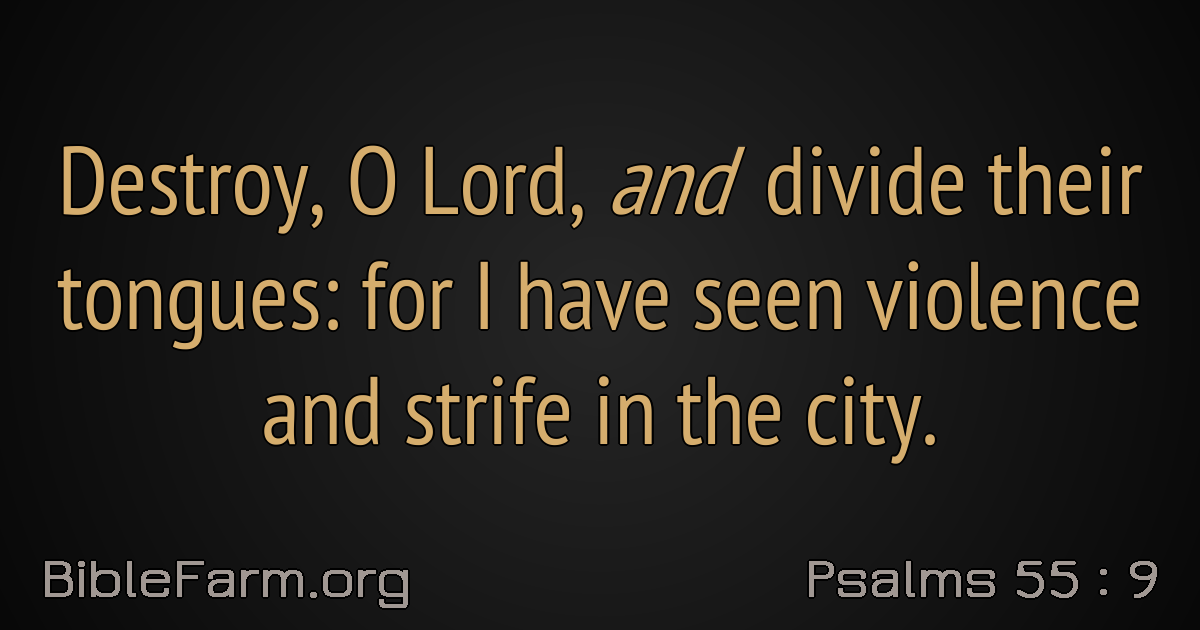 Destroy, O Lord, and divide their
tongues: for I have seen violence
and strife in the city.
BibleFarm.org
Psalms 55 : 9